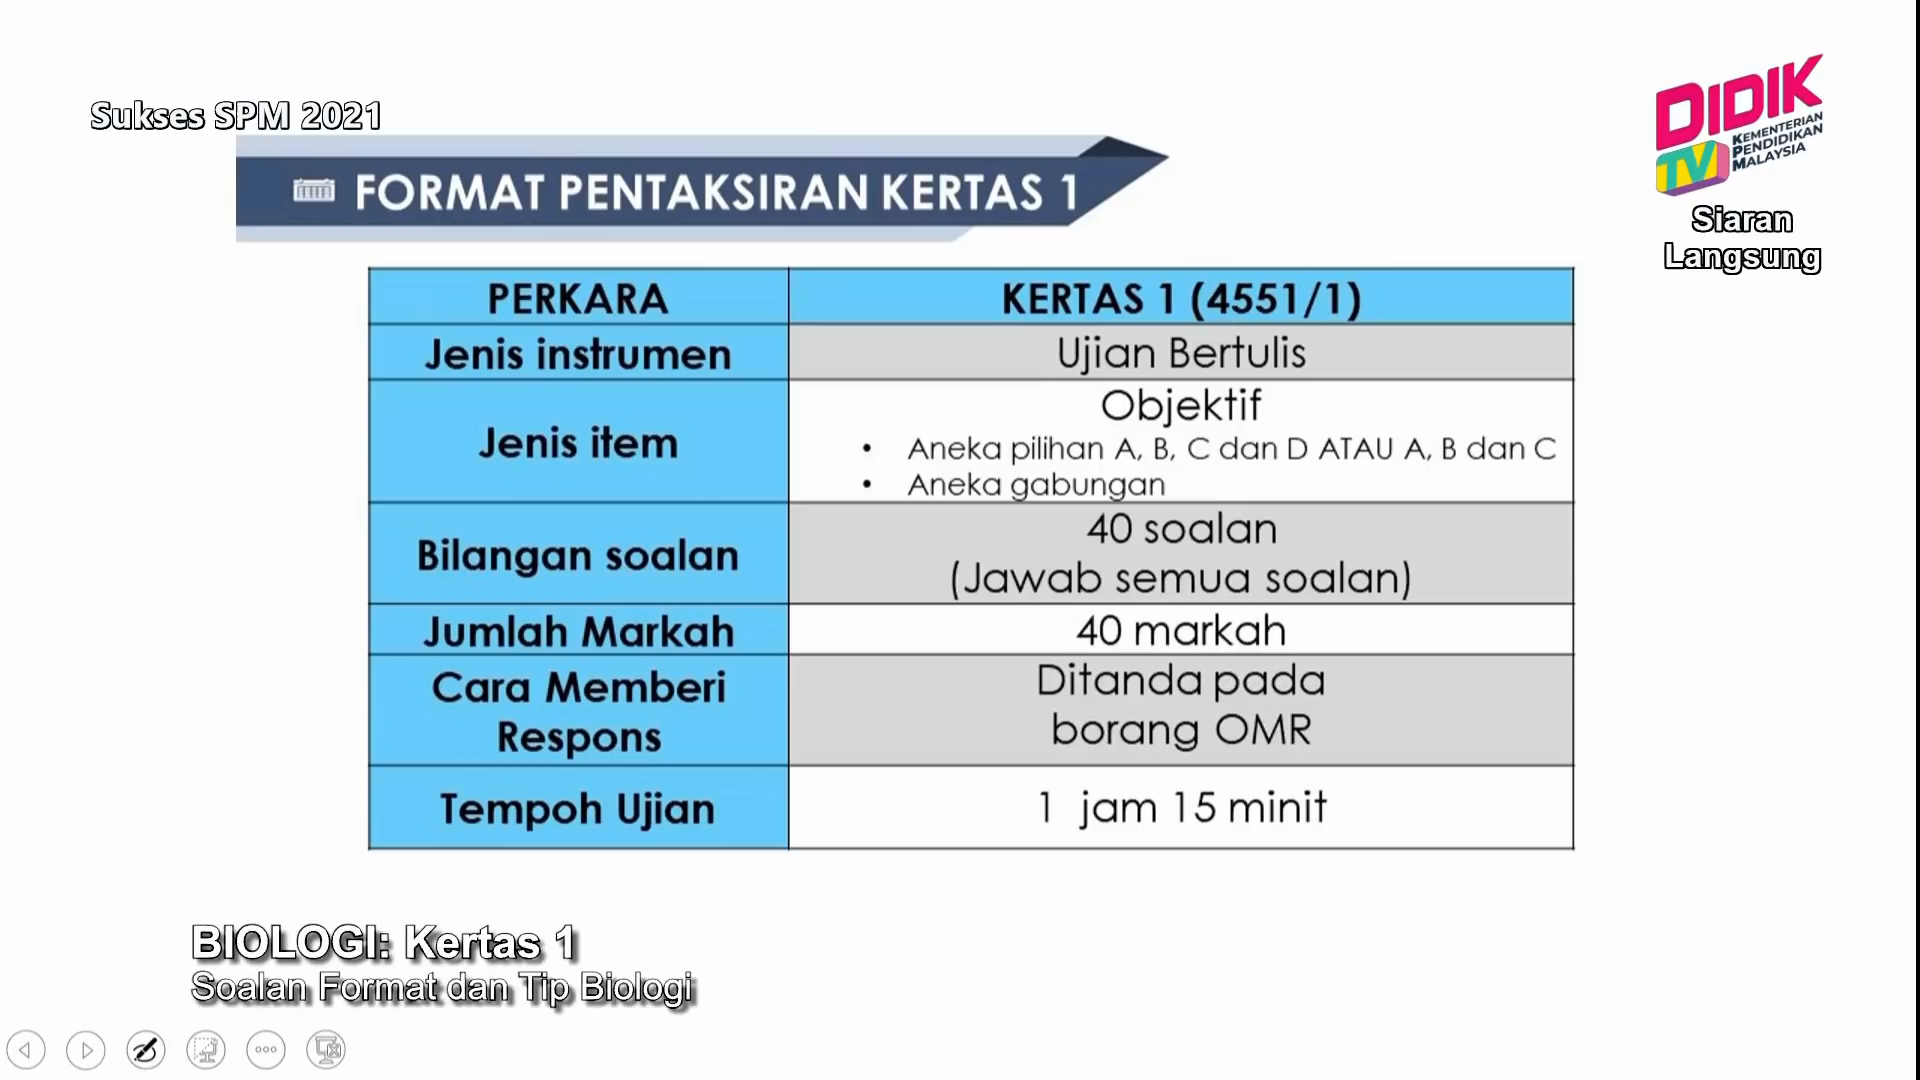 Sukses SPM 2021
DIDIK
TV
KEMENTERIAN
PENDIDIKAN
MALAYSIA
Siaran
Langsung
FORMAT PENTAKSIRAN KERTAS 1
PERKARA
KERTAS 1 (4551/1)
Jenis instrumen
Ujian Bertulis
Jenis item
Objektif
• Aneka pilihan A, B, C dan D ATAU A, B dan C
• Aneka gabungan
Bilangan soalan
40 soalan
(Jawab semua soalan)
Jumlah Markah
40 markah
Cara Memberi
Respons
Ditanda pada
borang OMR
Tempoh Ujian
1 jam 15 minit
BIOLOGI: Kertas 1
Soalan Format dan Tip Biologi